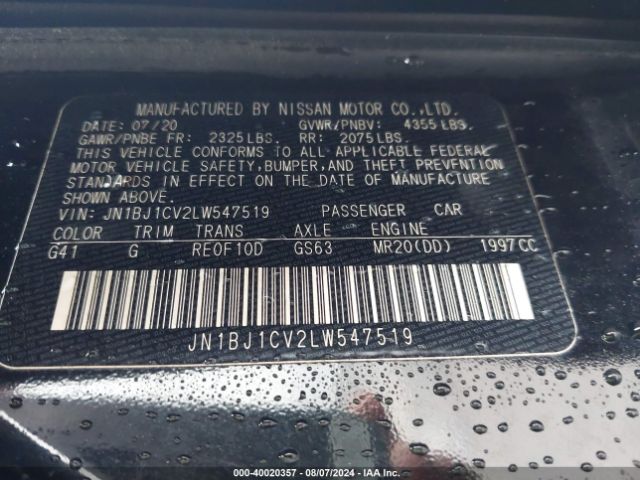 MANUFACTURED BY NISSAN MOTOR CO.,LTD.
DATE: 07/20 GVWR/PNBV: 4355 LBS.
GAWR/PNBE FR: 2325 LBS. RR: 2075 LBS.
THIS VEHICLE CONFORMS TO ALL APPLICABLE FEDERAL
MOTOR VEHICLE SAFETY, BUMPER, AND THEFT PREVENTION
STANDARDS IN EFFECT ON THE DATE OF MANUFACTURE
SHOWN ABOVE.
VIN: JN1BJ1CV2LW547519 PASSENGER CAR
COLOR TRIM TRANS AXLE ENGINE
G41 G RE0F10D GS63 MR20(DD) 1997 CC
JN1BJ1CV2LW547519
000-40020357 - 08/07/2024 - IAA Inc.